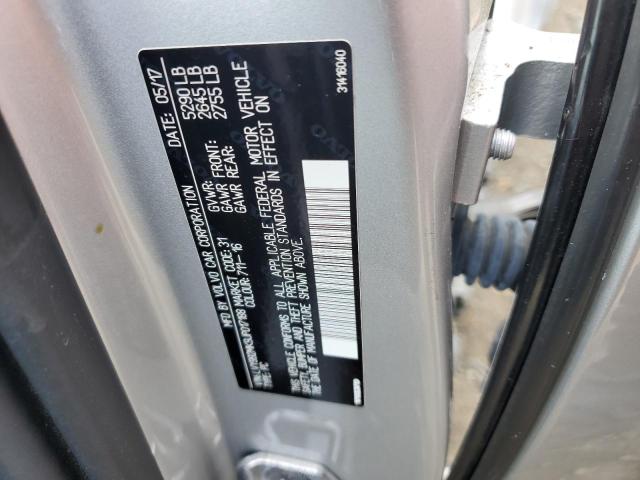 MFD BY VOLVO CAR CORPORATION DATE: 05/17
GVWR: 5290 LB
GAWR FRONT: 2645 LB
GAWR REAR: 2755 LB
MARKET CODE: 31
TYPE: PC COLOUR: 711-16
THIS VEHICLE CONFORMS TO ALL APPLICABLE FEDERAL MOTOR VEHICLE
SAFETY, BUMPER AND THEFT PREVENTION STANDARDS IN EFFECT ON
THE DATE OF MANUFACTURE SHOWN ABOVE.
31416040